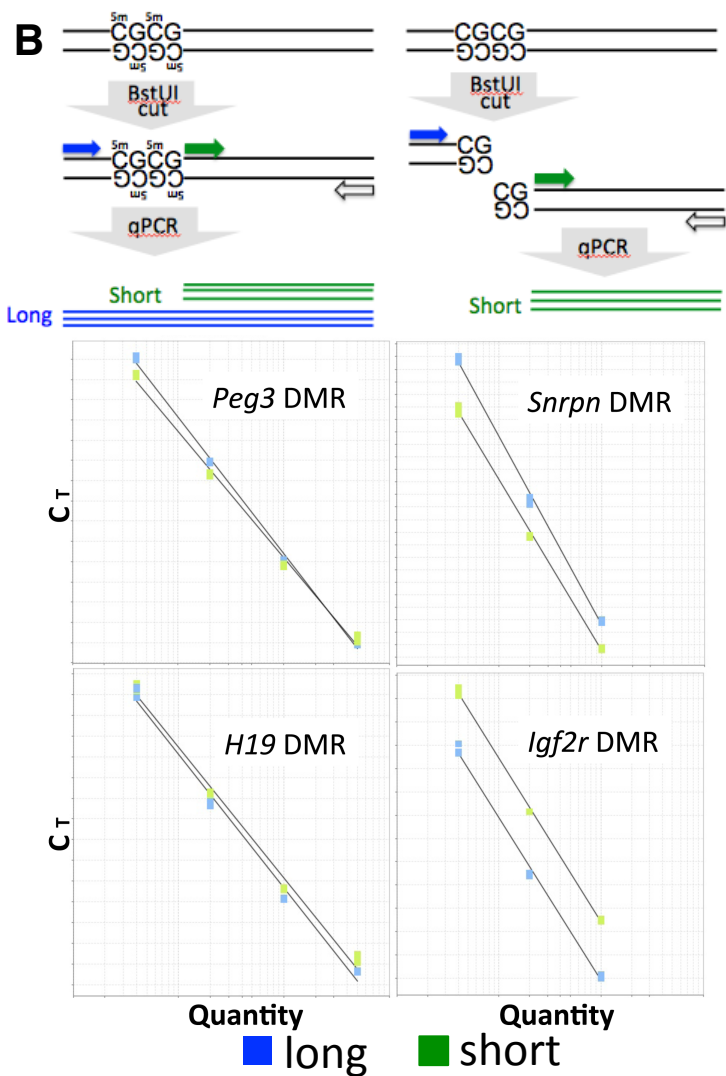 B
5m 5m
CGCG
GCGC
5m 5m
BstUI
cut
5m 5m
CGCG
GCGC
5m 5m
qPCR
Short
Long
CGCG
GCGC
BstUI
cut
CG
GC
CG
GC
qPCR
Short
Peg3 DMR
Snrpn DMR
CT
H19 DMR
Igf2r DMR
CT
Quantity
Quantity
long
short